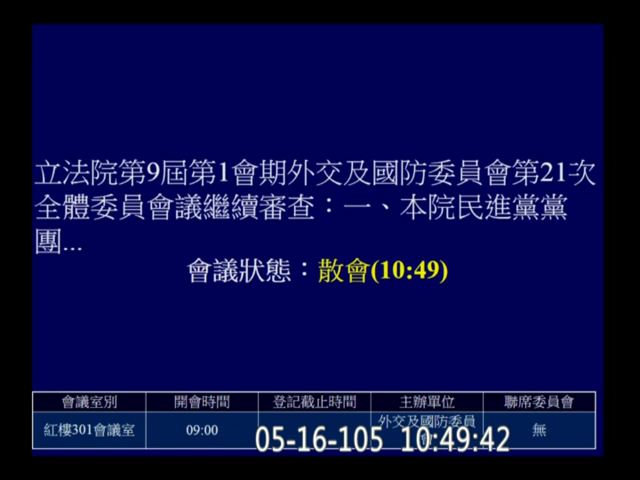 立法院第9屆第1會期外交及國防委員會第21次
全體委員會議繼續審查：一、本院民進黨黨
團...
會議狀態：散會(10:49)
會議室別 開會時間 登記截止時間 主辦單位 聯席委員會
紅樓301會議室 09:00 外交及國防委員 無
05-16-105 10:49:42